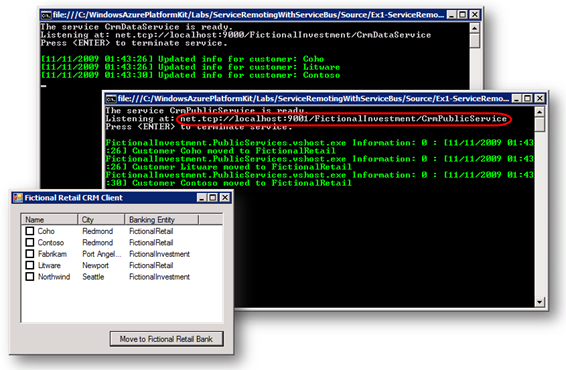 file:///C:/WindowsAzurePlatformKit/Labs/ServiceRemotingWithServiceBus/Source/Ex1-ServiceRemo...
The service CrmDataService is ready.
Listening at: net.tcp://localhost:9000/FictionalInvestment/CrmDataService
Press <ENTER> to terminate service.
[11/11/2009 01:43:26] Updated info for customer: Coho
[11/11/2009 01:43:26] Updated info for customer: Litware
[11/11/2009 01:43:30] Updated info for customer: Contoso
file:///C:/WindowsAzurePlatformKit/Labs/ServiceRemotingWithServiceBus/Source/Ex1-ServiceRemo...
The service CrmPublicService is ready.
Listening at: net.tcp://localhost:9001/FictionalInvestment/CrmPublicService
Press <ENTER> to terminate service.
FictionalInvestment.PublicServices.vshost.exe Information: 0 : [11/11/2009 01:43
:26] Customer Coho moved to FictionalRetail
FictionalInvestment.PublicServices.vshost.exe Information: 0 : [11/11/2009 01:43
:26] Customer Litware moved to FictionalRetail
FictionalInvestment.PublicServices.vshost.exe Information: 0 : [11/11/2009 01:43
:30] Customer Contoso moved to FictionalRetail
Fictional Retail CRM Client
Name City Banking Entity
Coho Redmond FictionalRetail
Contoso Redmond FictionalRetail
Fabrikam Port Angel... FictionalInvestment
Litware Newport FictionalRetail
Northwind Seattle FictionalInvestment
Move to Fictional Retail Bank